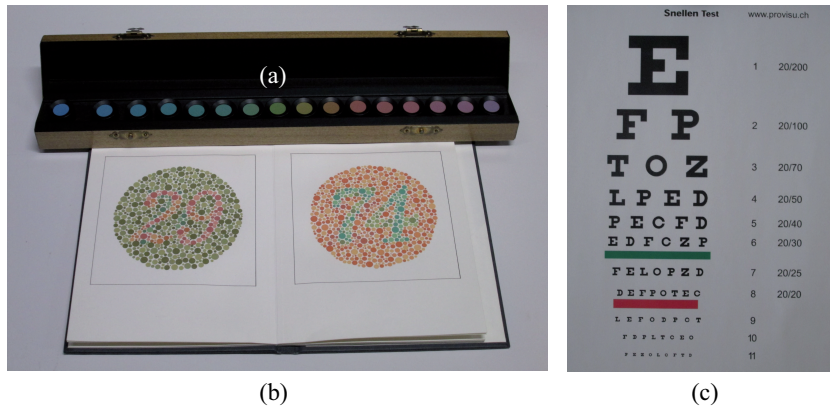 (a)
29 74
(b)
Snellen Test www.provisu.ch
E 1 20/200
F P 2 20/100
T O Z 3 20/70
L P E D 4 20/50
P E C F D 5 20/40
E D F C Z P 6 20/30
F E L O P Z D 7 20/25
D E F P O T E C 8 20/20
L E F O D P C T 9
F D P L T C E O 10
11
(c)